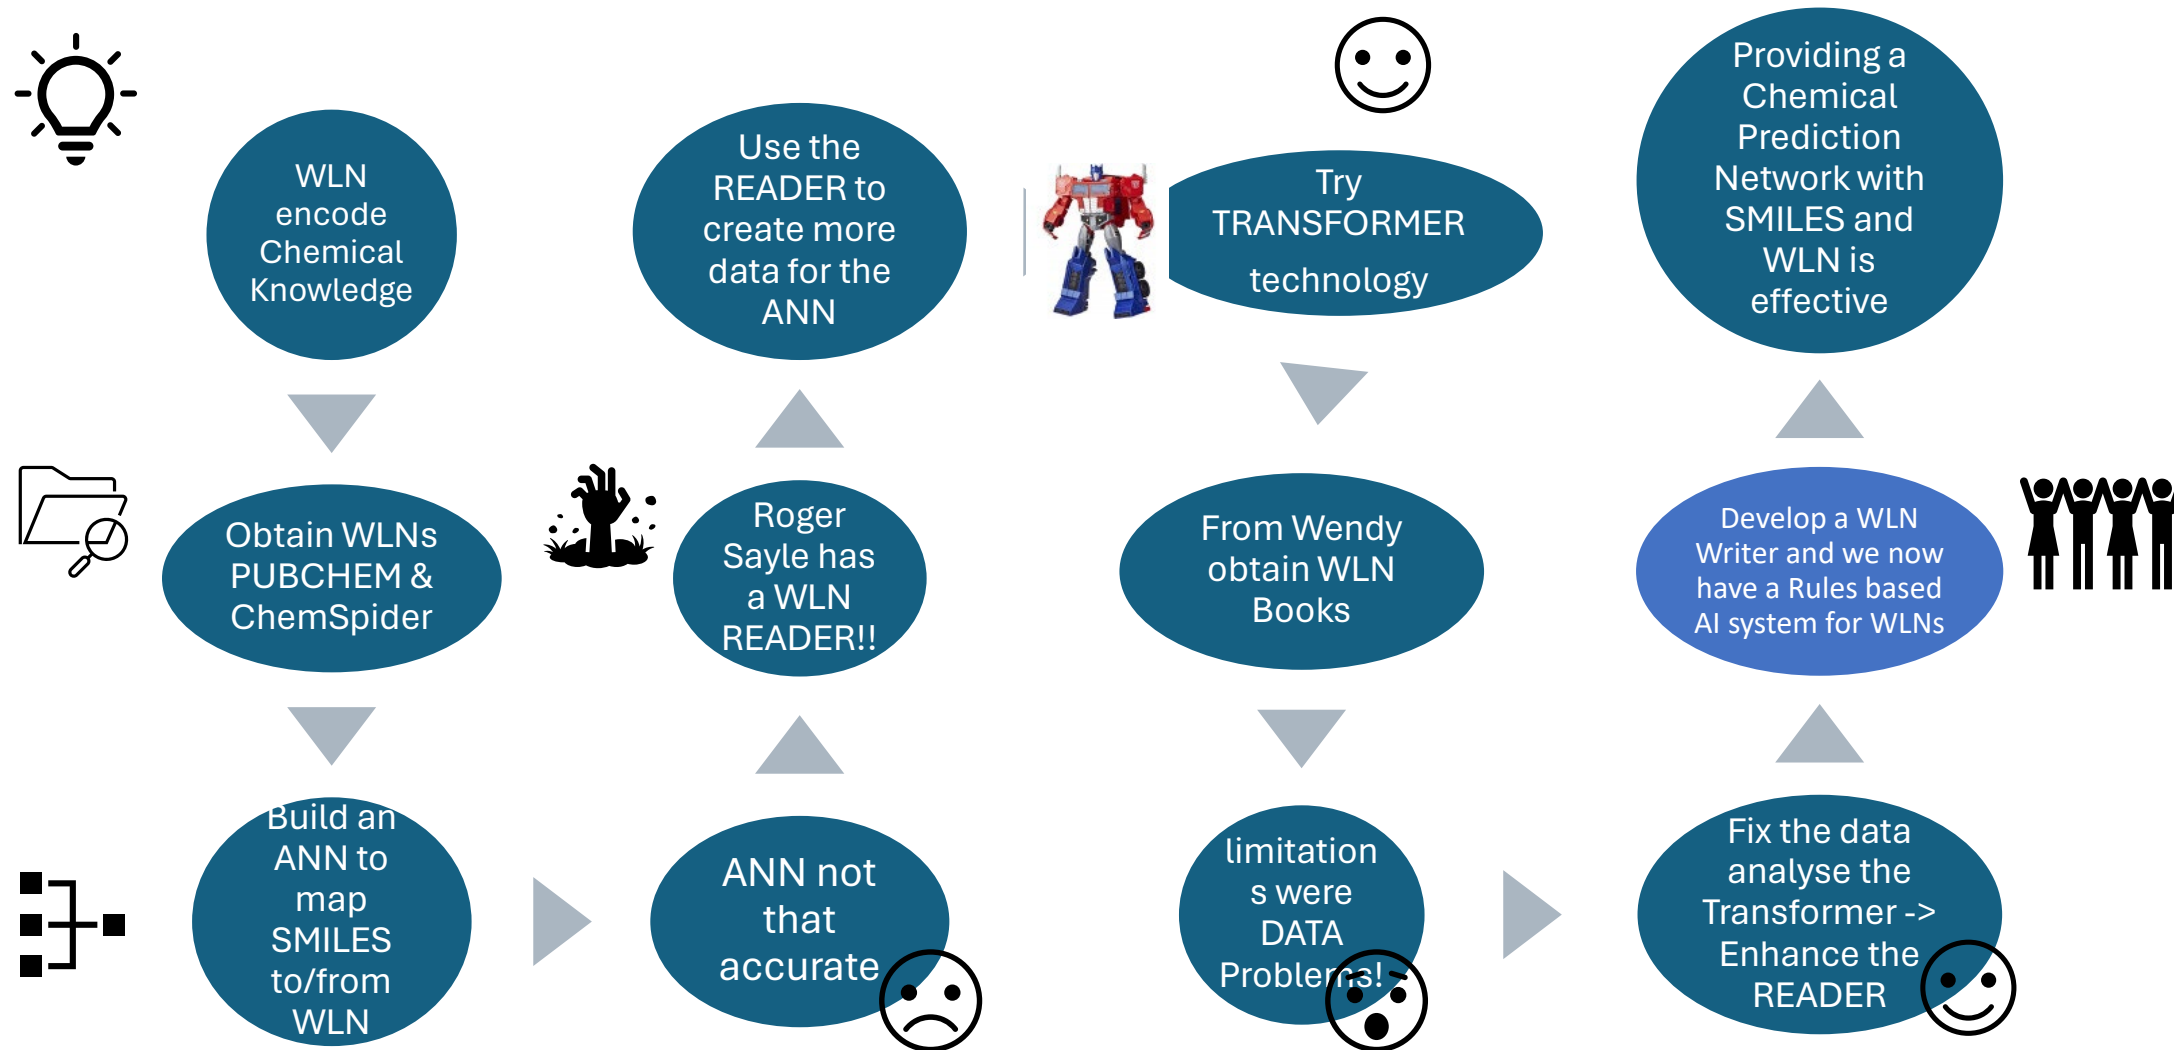 WLN
encode
Chemical
Knowledge
Obtain WLNs
PUBCHEM &
ChemSpider
Build an
ANN to
map
SMILES
to/from
WLN
ANN not
that
accurate
Roger
Sayle has
a WLN
READER!!
Use the
READER to
create more
data for the
ANN
Try
TRANSFORMER
technology
From Wendy
obtain WLN
Books
limitation
s were
DATA
Problems!
Fix the data
analyse the
Transformer ->
Enhance the
READER
Develop a WLN
Writer and we now
have a Rules based
AI system for WLNs
Providing a
Chemical
Prediction
Network with
SMILES and
WLN is
effective